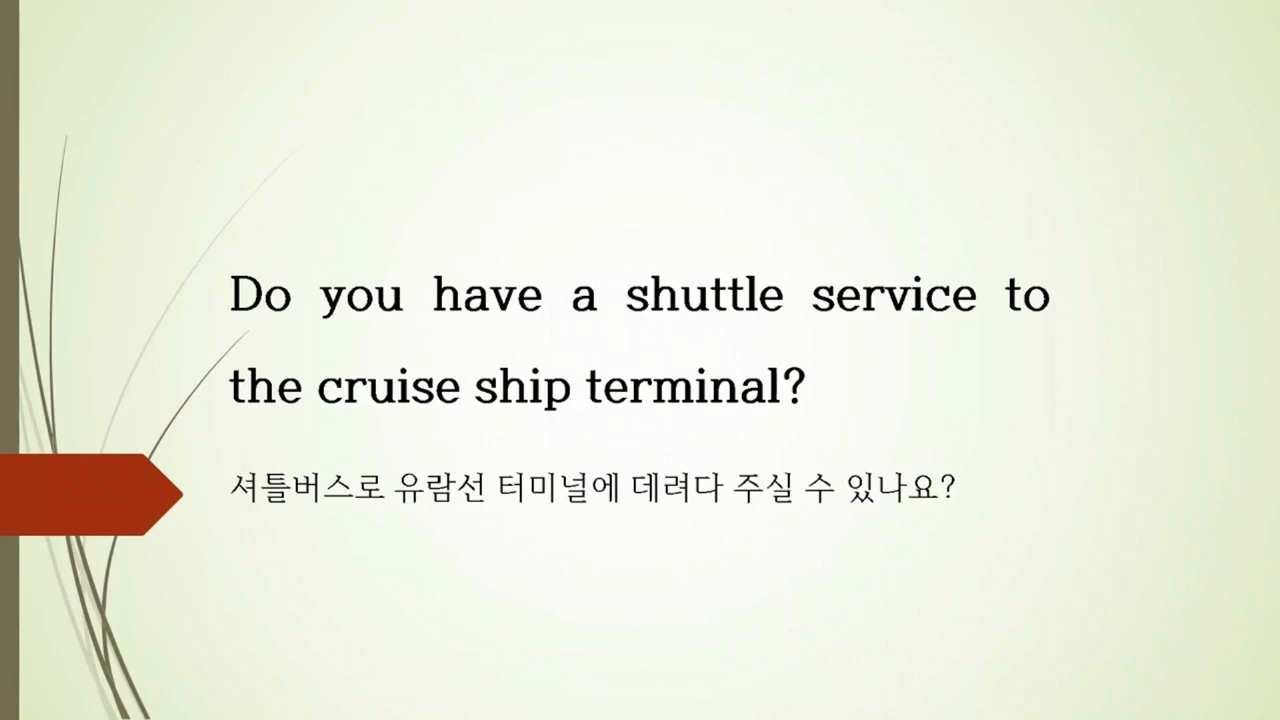 Do you have a shuttle service to
the cruise ship terminal?
셔틀버스로 유람선 터미널에 데려다 주실 수 있나요?